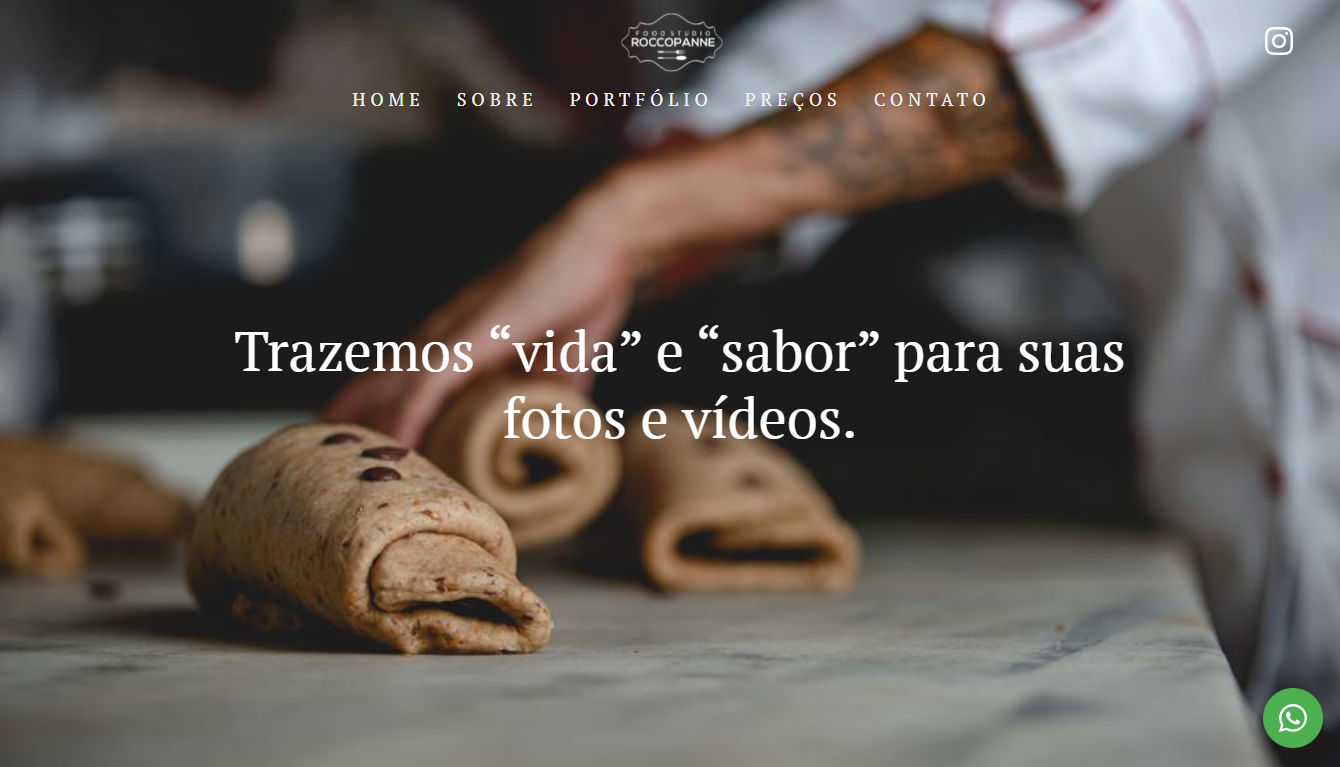 FOOD STUDIO
ROCCOPANNE
HOME SOBRE PORTFÓLIO PREÇOS CONTATO
Trazemos “vida” e “sabor” para suas
fotos e vídeos.